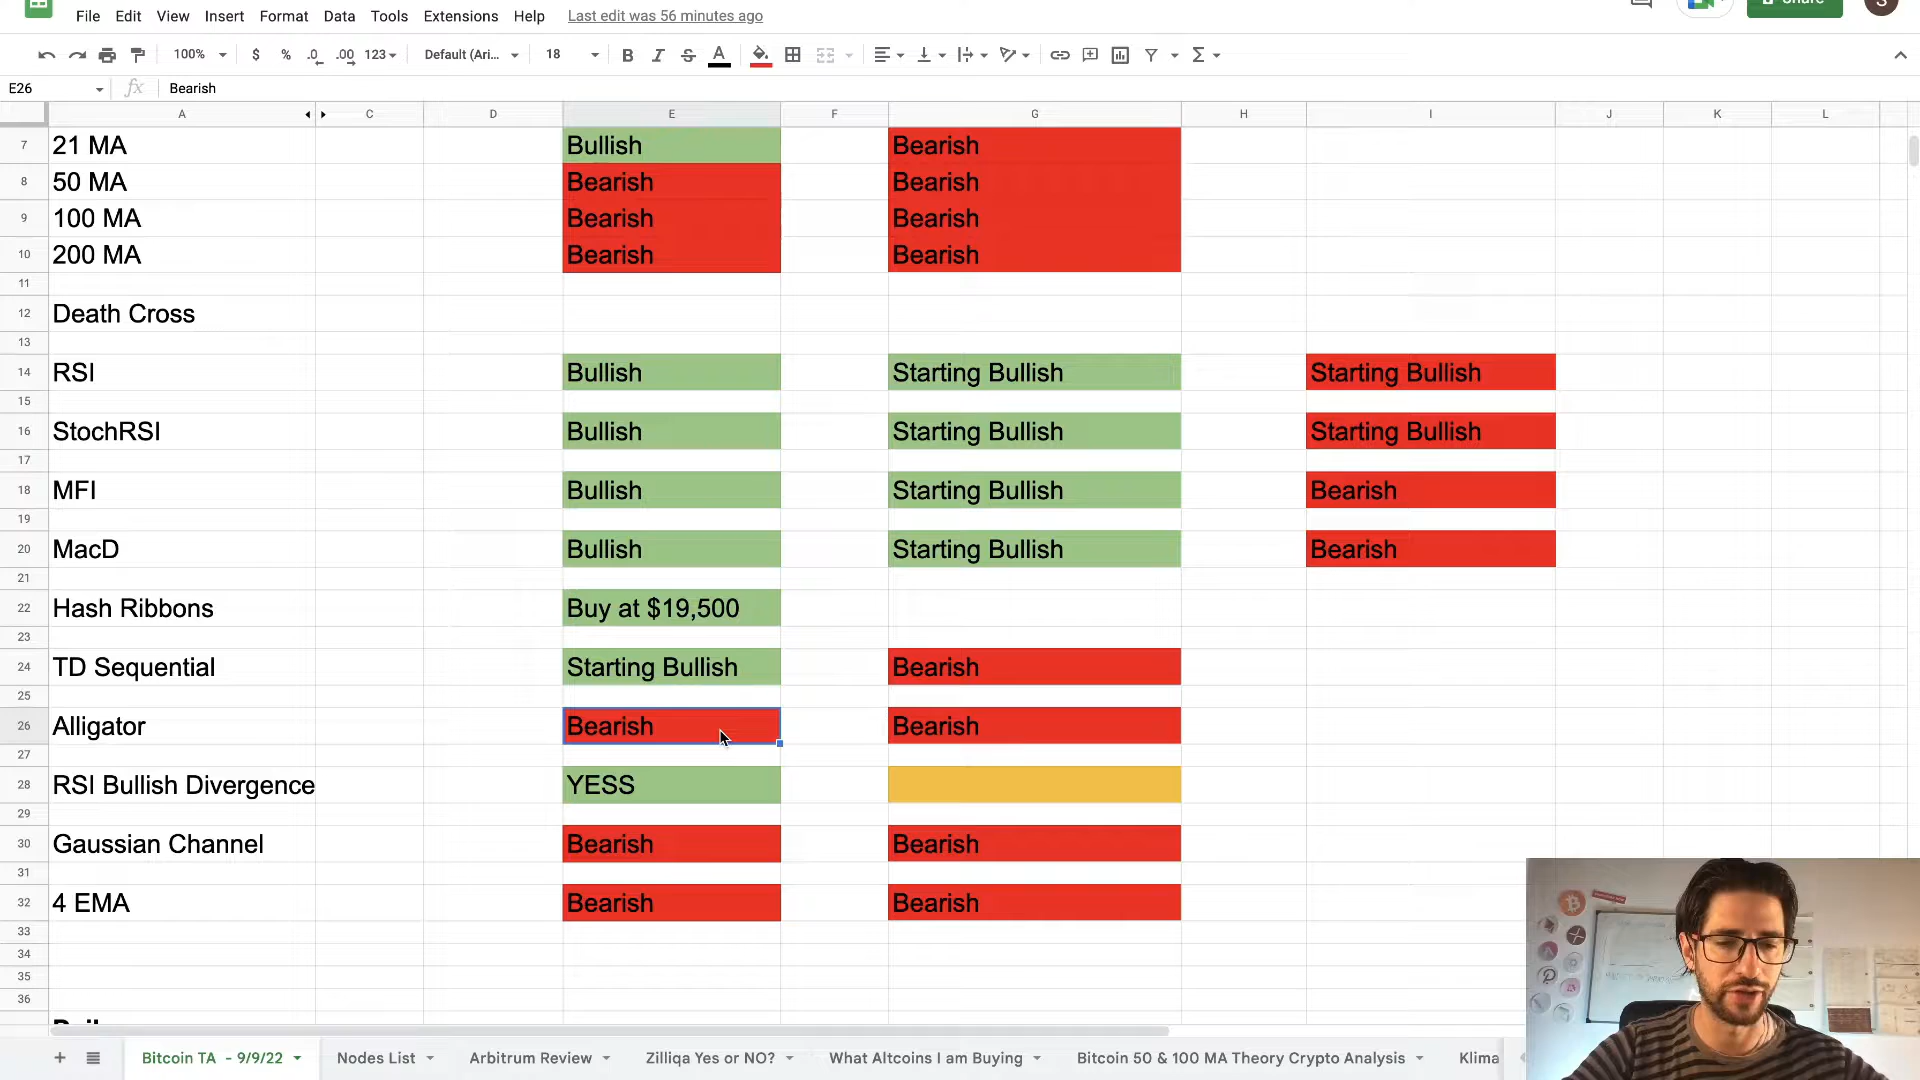 File Edit View Insert Format Data Tools Extensions Help Last edit was 56 minutes ago
100% $ % .0 .00 123 Default (Ari... 18 B I S A Σ
E26 fx Bearish
A C D E F G H I J K L
7 21 MA Bullish Bearish
8 50 MA Bearish Bearish
9 100 MA Bearish Bearish
10 200 MA Bearish Bearish
11
12 Death Cross
13
14 RSI Bullish Starting Bullish Starting Bullish
15
16 StochRSI Bullish Starting Bullish Starting Bullish
17
18 MFI Bullish Starting Bullish Bearish
19
20 MacD Bullish Starting Bullish Bearish
21
22 Hash Ribbons Buy at $19,500
23
24 TD Sequential Starting Bullish Bearish
25
26 Alligator Bearish Bearish
27
28 RSI Bullish Divergence YESS
29
30 Gaussian Channel Bearish Bearish
31
32 4 EMA Bearish Bearish
33
34
35
36
Bitcoin TA - 9/9/22 Nodes List Arbitrum Review Zilliqa Yes or NO? What Altcoins I am Buying Bitcoin 50 & 100 MA Theory Crypto Analysis Klima